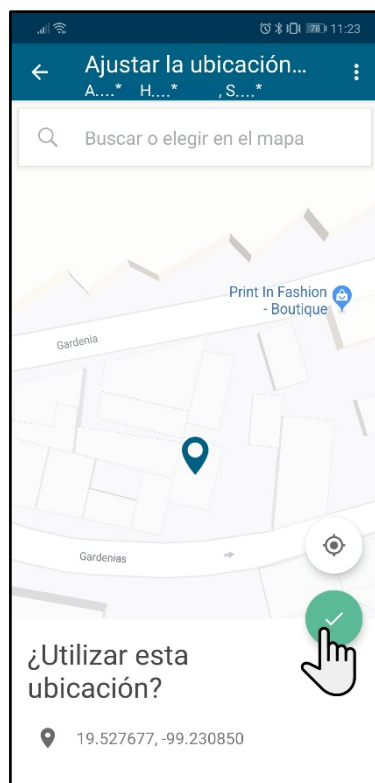 78 11:23
Ajustar la ubicación...
A....* H....* , S....*
Buscar o elegir en el mapa
Print In Fashion
- Boutique
Gardenia
Gardenias
¿Utilizar esta
ubicación?
19.527677, -99.230850